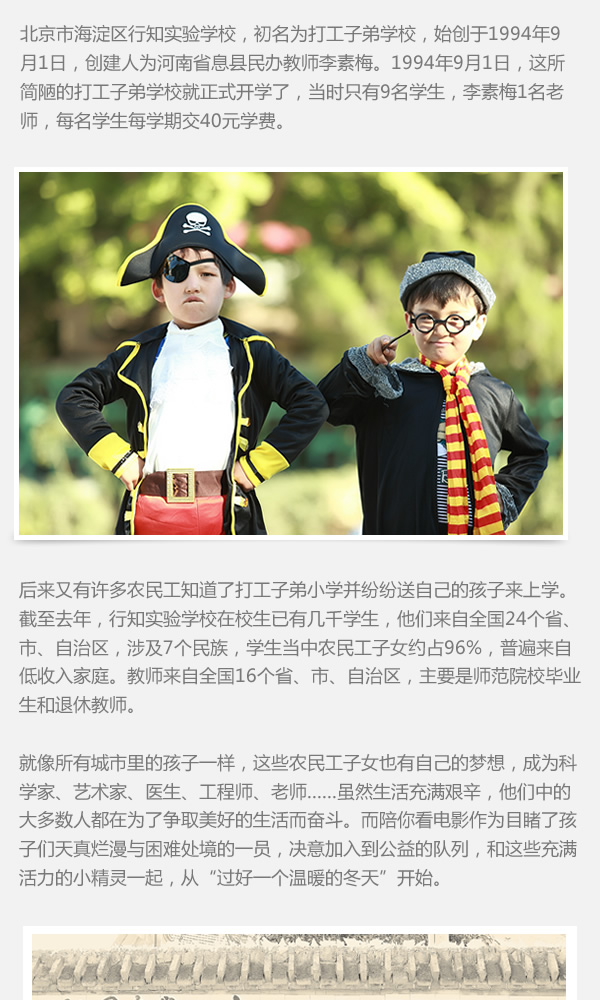 北京市海淀区行知实验学校，初名为打工子弟学校，始创于1994年9
月1日，创建人为河南省息县民办教师李素梅。1994年9月1日，这所
简陋的打工子弟学校就正式开学了，当时只有9名学生，李素梅1名老
师，每名学生每学期交40元学费。
后来又有许多农民工知道了打工子弟小学并纷纷送自己的孩子来上学。
截至去年，行知实验学校在校生已有几千学生，他们来自全国24个省、
市、自治区，涉及7个民族，学生当中农民工子女约占96%，普遍来自
低收入家庭。教师来自全国16个省、市、自治区，主要是师范院校毕业
生和退休教师。
就像所有城市里的孩子一样，这些农民工子女也有自己的梦想，成为科
学家、艺术家、医生、工程师、老师......虽然生活充满艰辛，他们中的
大多数人都在为了争取美好的生活而奋斗。而陪你看电影作为目睹了孩
子们天真烂漫与困难处境的一员，决意加入到公益的队列，和这些充满
活力的小精灵一起，从“过好一个温暖的冬天”开始。